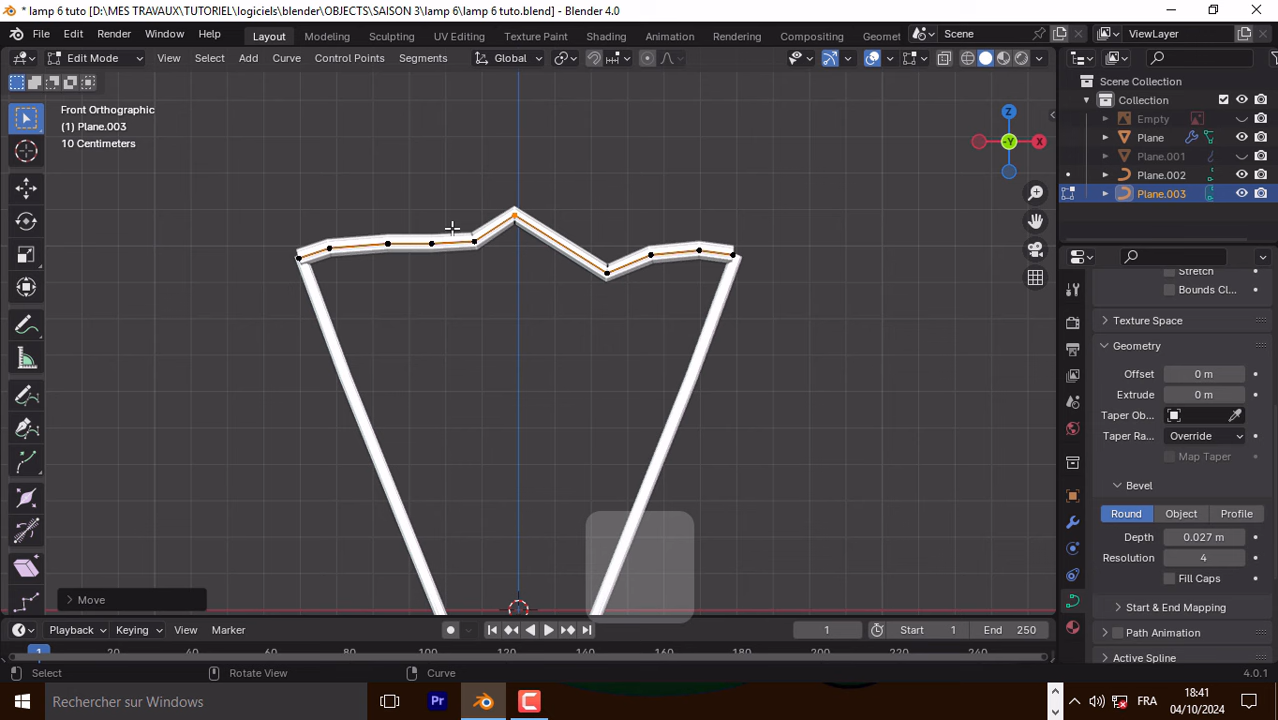 * lamp 6 tuto [D:\MES TRAVAUX\TUTORIEL\logiciels\blender\OBJECTS\SAISON 3\lamp 6\lamp 6 tuto.blend] - Blender 4.0
File Edit Render Window Help Layout Modeling Sculpting UV Editing Texture Paint Shading Animation Rendering Compositing Geomet Scene ViewLayer
Edit Mode View Select Add Curve Control Points Segments Global
Front Orthographic
(1) Plane.003
10 Centimeters
Z
-Y
X
Scene Collection
Collection
Empty
Plane
Plane.001
Plane.002
Plane.003
Stretch
Bounds Cl...
Texture Space
Geometry
Offset 0 m
Extrude 0 m
Taper Ob...
Taper Ra... Override
Map Taper
Bevel
Round Object Profile
Depth 0.027 m
Resolution 4
Fill Caps
Start & End Mapping
Path Animation
Active Spline
Move
Playback Keying View Marker 1 Start 1 End 250
1 20 40 60 80 100 120 140 160 180 200 220 240
Select Rotate View Curve 4.0.1
Rechercher sur Windows
Pr
FRA
18:41
04/10/2024